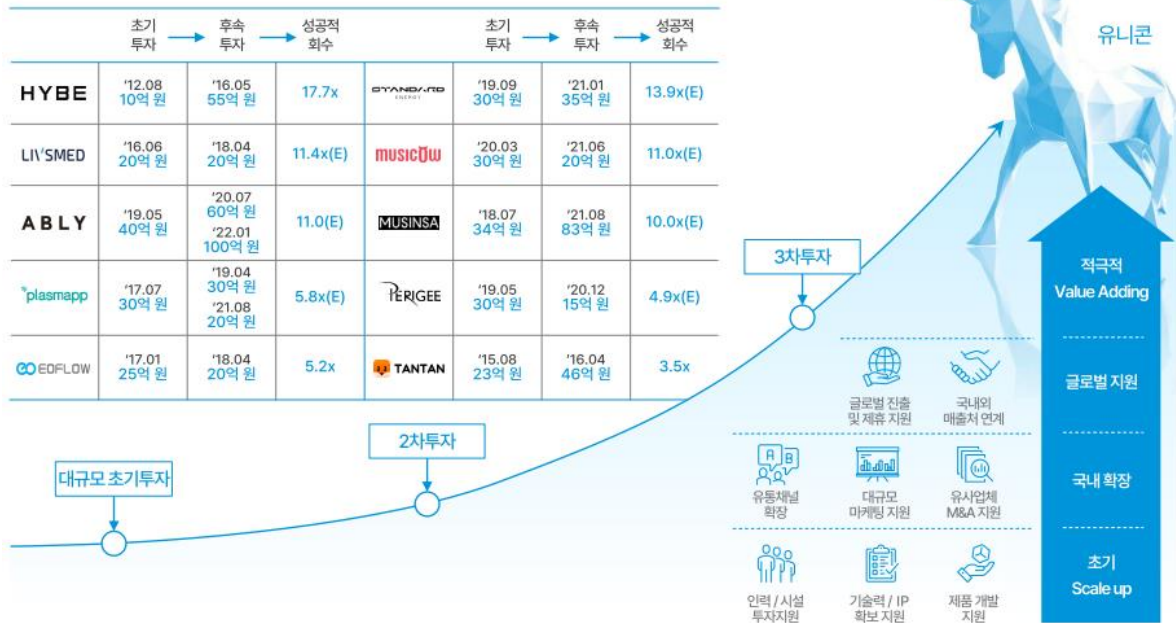 초기
투자
후속
투자
성공적
회수
초기
투자
후속
투자
성공적
회수
HYBE
'12.08
10억 원
'16.05
55억 원
17.7x
STANDARD
ENERGY
'19.09
30억 원
'21.01
35억 원
13.9x(E)
LIVSMED
'16.06
20억 원
'18.04
20억 원
11.4x(E)
MUSICOW
'20.03
30억 원
'21.06
20억 원
11.0x(E)
ABLY
'19.05
40억 원
'20.07
60억 원
'22.01
100억 원
11.0(E)
MUSINSA
'18.07
34억 원
'21.08
83억 원
10.0x(E)
plasmapp
'17.07
30억 원
'19.04
30억 원
'21.08
20억 원
5.8x(E)
PERIGEE
'19.05
30억 원
'20.12
15억 원
4.9x(E)
EOFLOW
'17.01
25억 원
'18.04
20억 원
5.2x
TANTAN
'15.08
23억 원
'16.04
46억 원
3.5x
대규모 초기투자
2차투자
3차투자
유니콘
적극적
Value Adding
글로벌 진출
및 제휴 지원
국내외
매출처 연계
글로벌 지원
A B
유통채널
확장
대규모
마케팅 지원
유사업체
M&A 지원
국내 확장
인력 / 시설
투자지원
기술력 / IP
확보 지원
제품 개발
지원
초기
Scale up